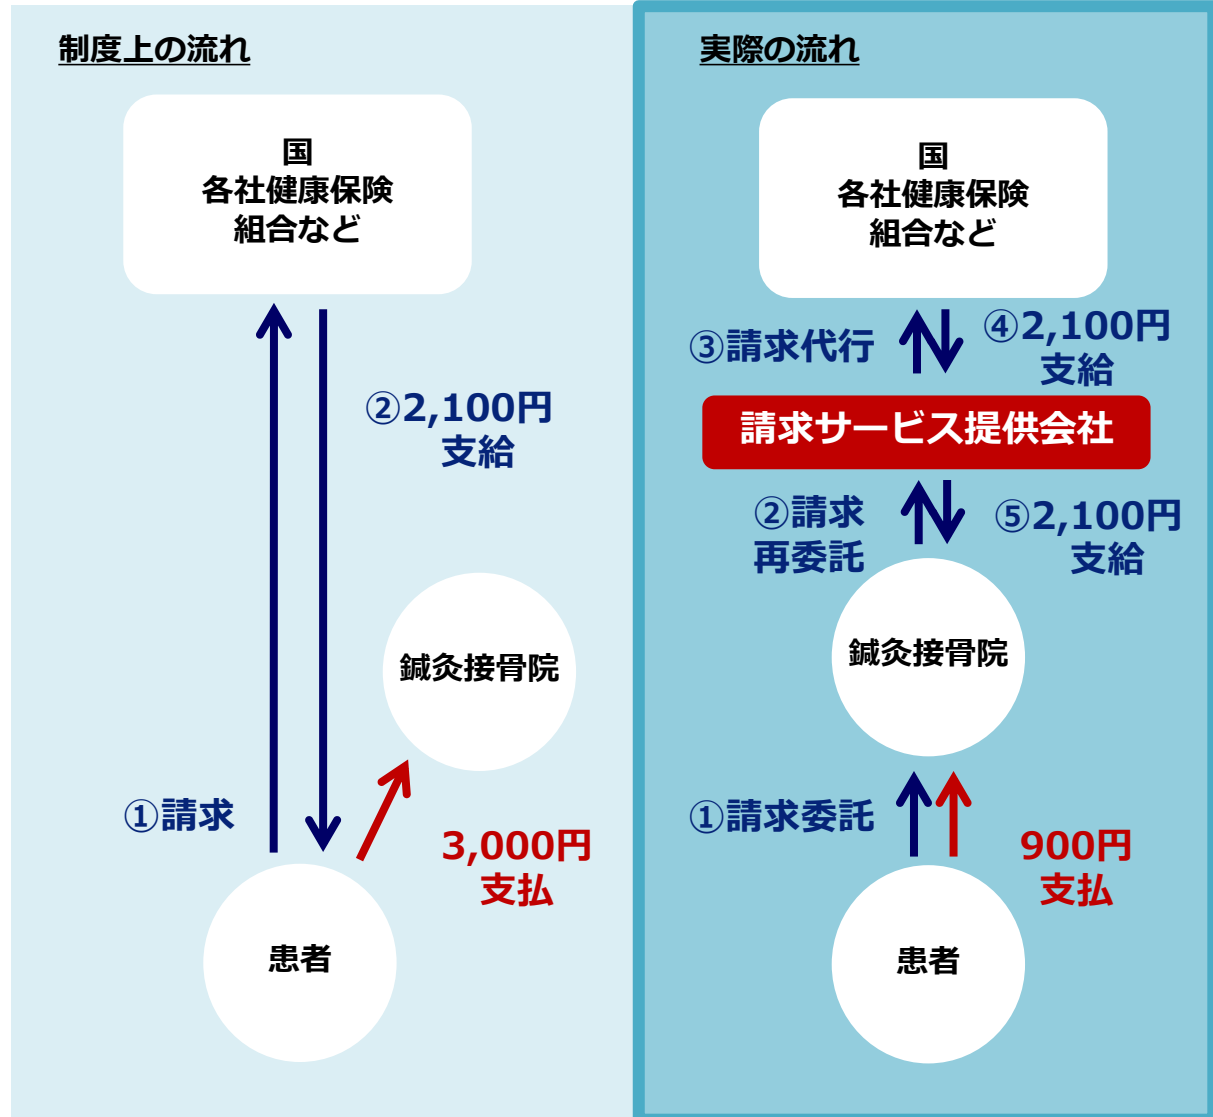 制度上の流れ
国
各社健康保険
組合など
②2,100円
支給
鍼灸接骨院
①請求
3,000円
支払
患者
実際の流れ
国
各社健康保険
組合など
③請求代行
④2,100円
支給
請求サービス提供会社
②請求
再委託
⑤2,100円
支給
鍼灸接骨院
①請求委託
900円
支払
患者